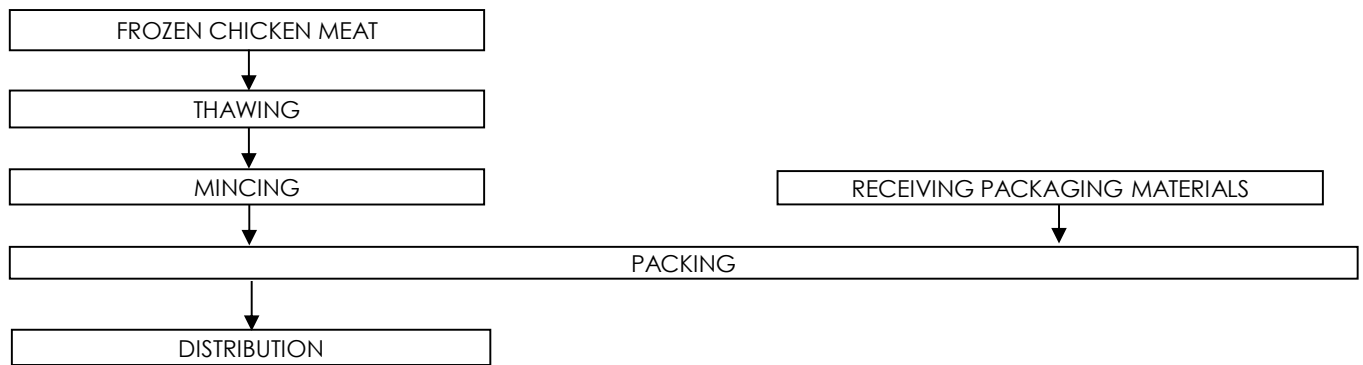 FROZEN CHICKEN MEAT
THAWING
MINCING
RECEIVING PACKAGING MATERIALS
PACKING
DISTRIBUTION